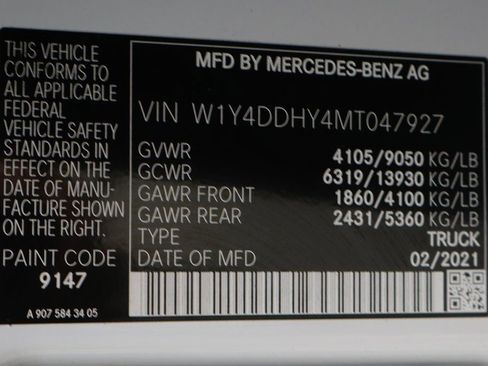 THIS VEHICLE
CONFORMS TO
ALL APPLICABLE
FEDERAL
VEHICLE SAFETY
STANDARDS IN
EFFECT ON THE
DATE OF MANU-
FACTURE SHOWN
ON THE RIGHT.
PAINT CODE
9147
A 907 584 34 05
MFD BY MERCEDES-BENZ AG
VIN W1Y4DDHY4MT047927
GVWR 4105/9050 KG/LB
GCWR 6319/13930 KG/LB
GAWR FRONT 1860/4100 KG/LB
GAWR REAR 2431/5360 KG/LB
TYPE TRUCK
DATE OF MFD 02/2021